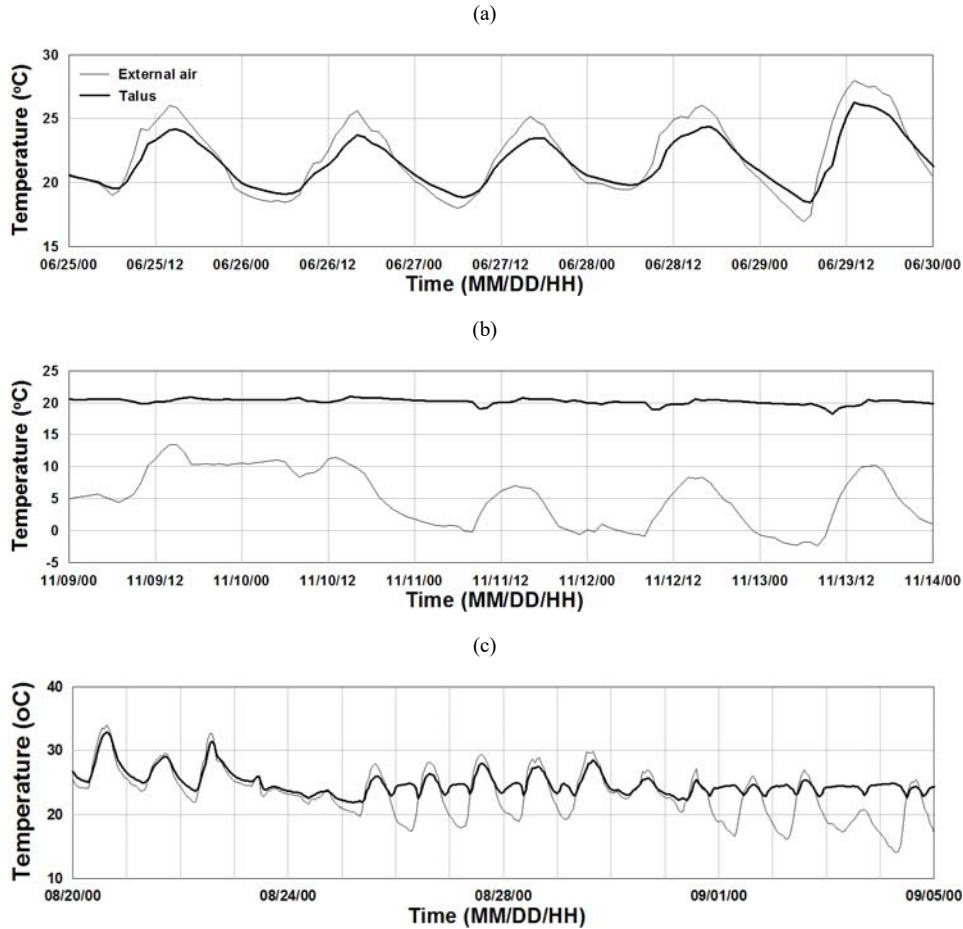 (a)
30
25
20
15
Temperature (ºC)
External air
Talus
06/25/00 06/25/12 06/26/00 06/26/12 06/27/00 06/27/12 06/28/00 06/28/12 06/29/00 06/29/12 06/30/00
Time (MM/DD/HH)
(b)
25
20
15
10
5
0
-5
Temperature (ºC)
11/09/00 11/09/12 11/10/00 11/10/12 11/11/00 11/11/12 11/12/00 11/12/12 11/13/00 11/13/12 11/14/00
Time (MM/DD/HH)
(c)
40
30
20
10
Temperature (oC)
08/20/00 08/24/00 08/28/00 09/01/00 09/05/00
Time (MM/DD/HH)